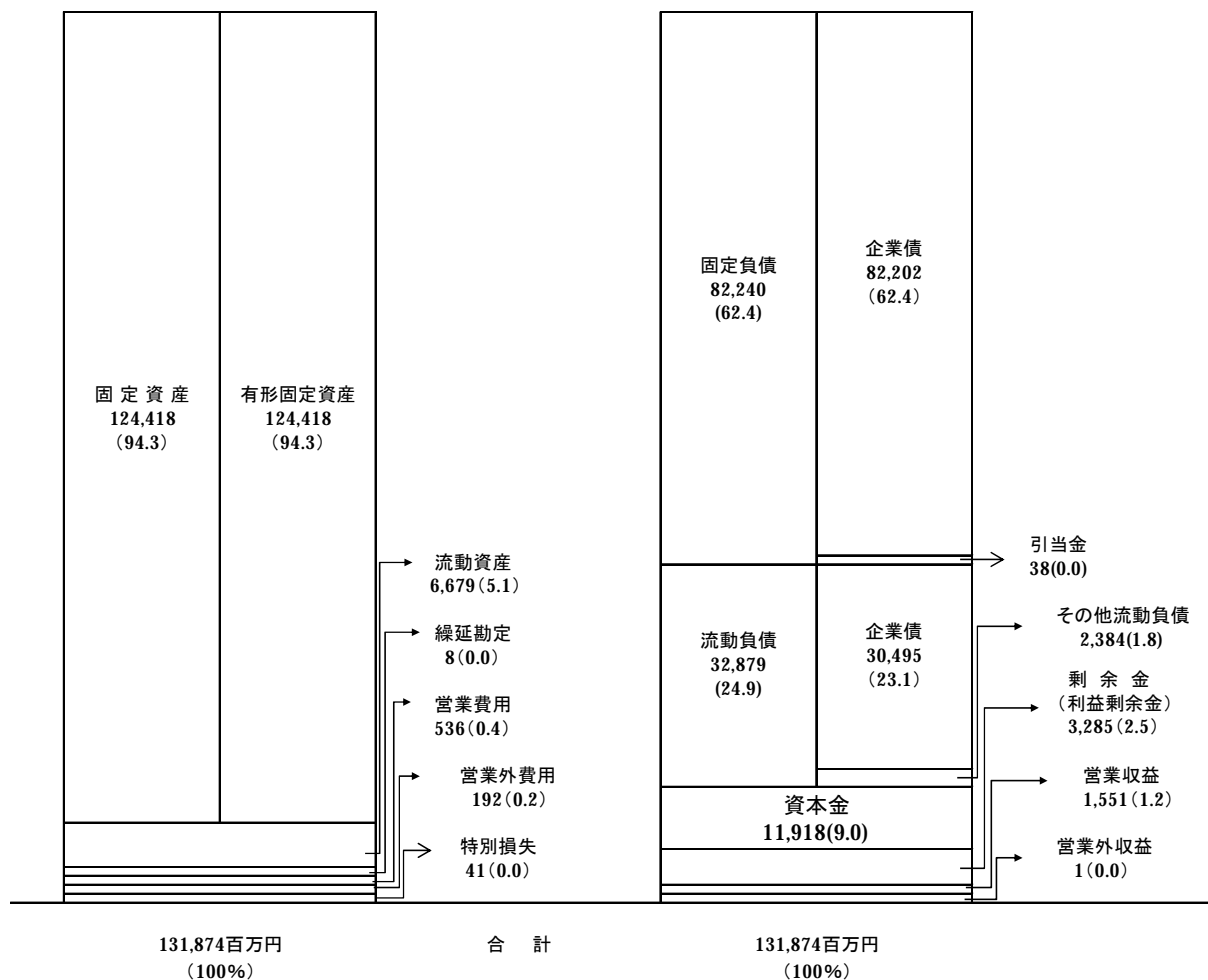 固定資産
124,418
（94.3）
有形固定資産
124,418
（94.3）
流動資産
6,679（5.1）
繰延勘定
8（0.0）
営業費用
536（0.4）
営業外費用
192（0.2）
特別損失
41（0.0）
固定負債
82,240
(62.4)
企業債
82,202
（62.4）
引当金
38(0.0)
流動負債
32,879
(24.9)
企業債
30,495
（23.1）
その他流動負債
2,384(1.8)
剰余金
（利益剰余金）
3,285（2.5）
資本金
11,918(9.0)
営業収益
1,551（1.2）
営業外収益
1（0.0）
131,874百万円
（100%）
合計
131,874百万円
（100%）